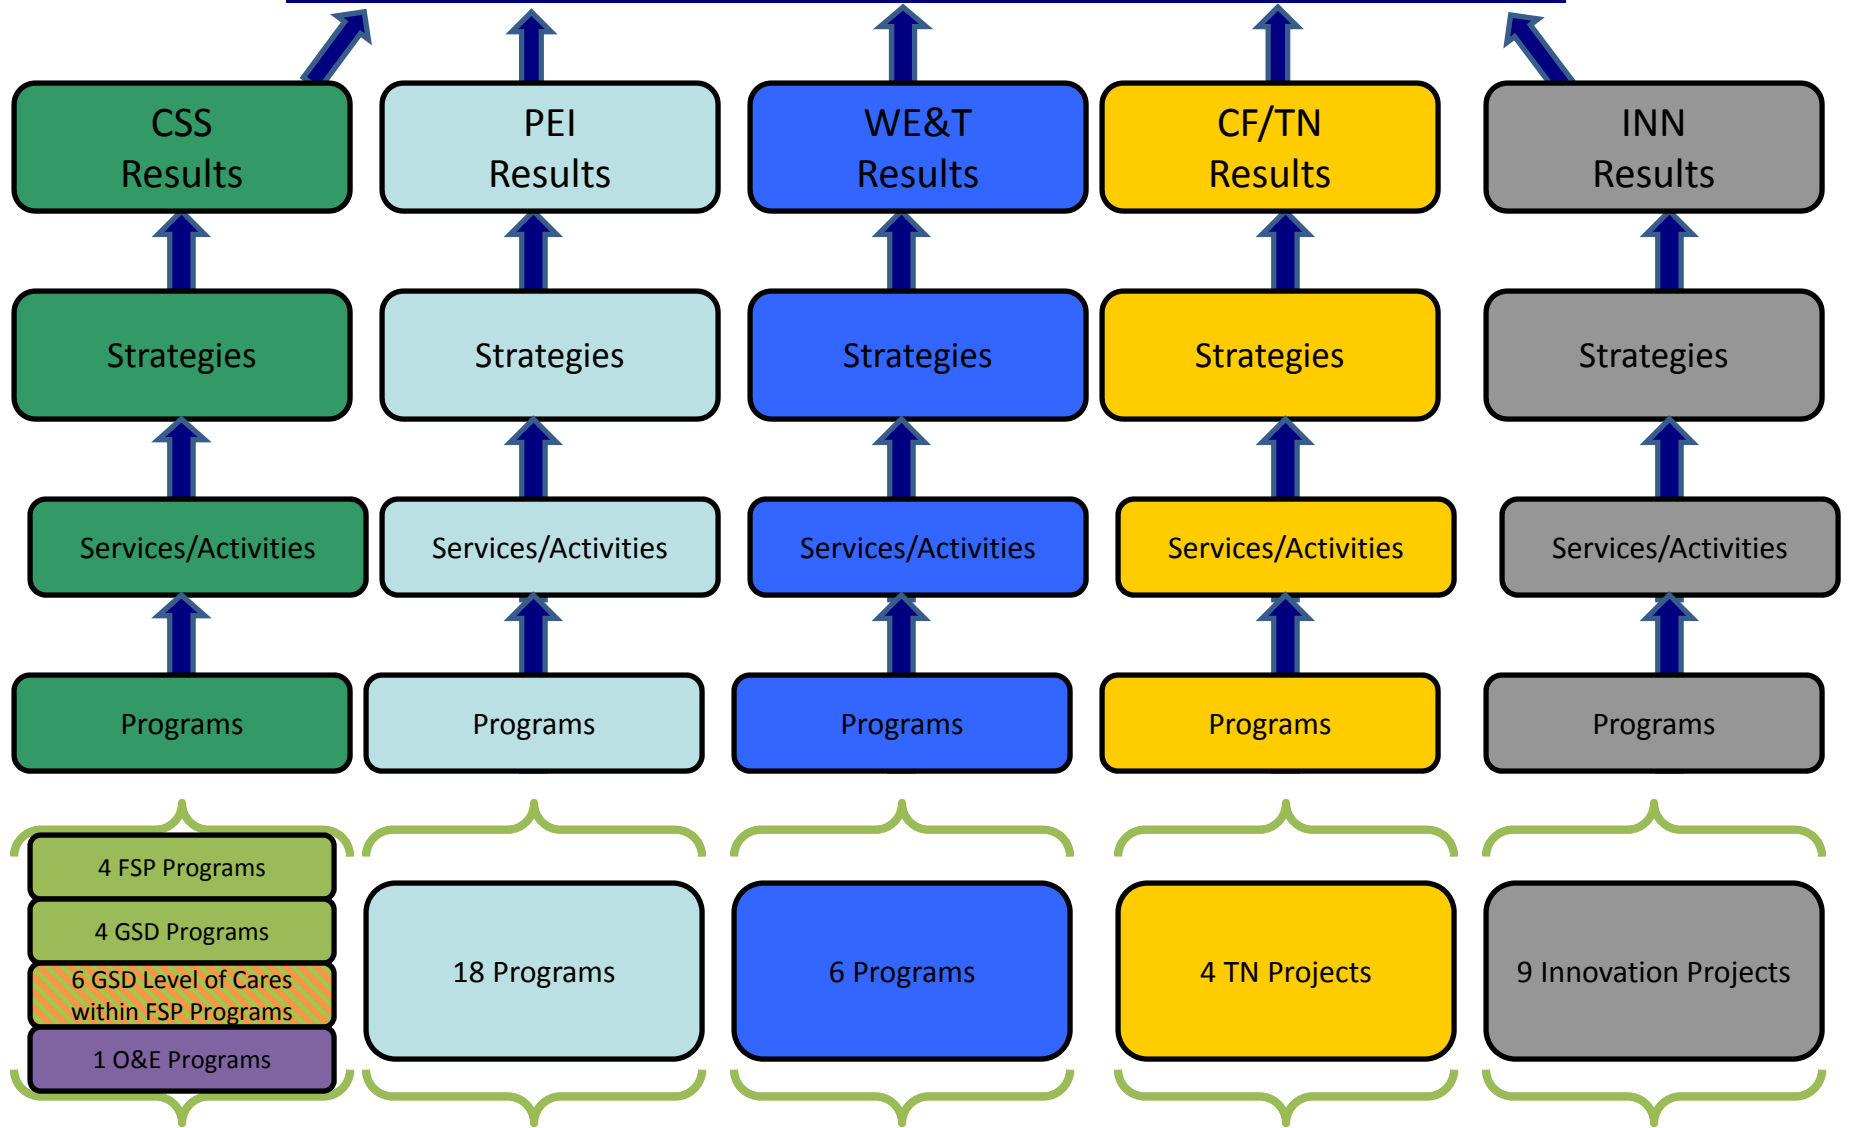 CSS
Results
PEI
Results
WE&T
Results
CF/TN
Results
INN
Results
Strategies
Strategies
Strategies
Strategies
Strategies
Services/Activities
Services/Activities
Services/Activities
Services/Activities
Services/Activities
Programs
Programs
Programs
Programs
Programs
4 FSP Programs
4 GSD Programs
6 GSD Level of Cares
within FSP Programs
1 O&E Programs
18 Programs
6 Programs
4 TN Projects
9 Innovation Projects